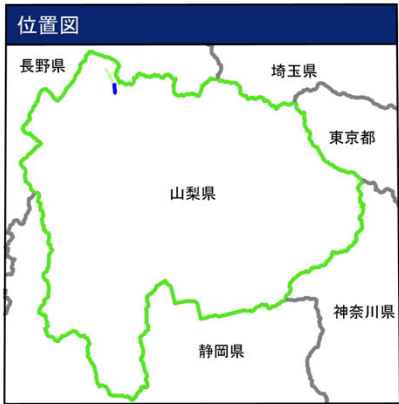 位置図
長野県
埼玉県
東京都
山梨県
神奈川県
静岡県